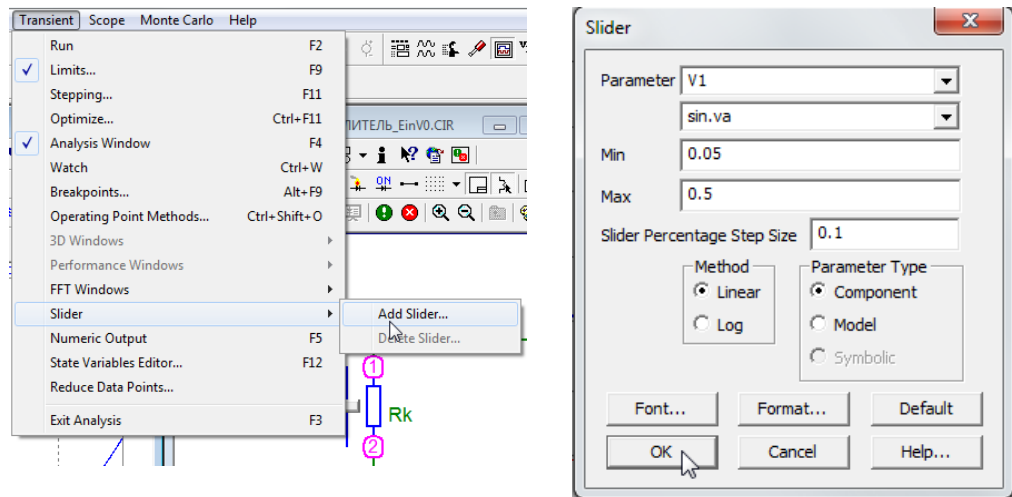 Transient Scope Monte Carlo Help
Run F2
Limits... F9
Stepping... F11
Optimize... Ctrl+F11
Analysis Window F4
Watch Ctrl+W
Breakpoints... Alt+F9
Operating Point Methods... Ctrl+Shift+O
3D Windows
Performance Windows
FFT Windows
Slider
Numeric Output F5
State Variables Editor... F12
Reduce Data Points...
Exit Analysis F3
Add Slider...
Delete Slider...
ИТЕЛЬ_EinV0.CIR
ON
1
Rk
2
Slider
Parameter V1
sin.va
Min 0.05
Max 0.5
Slider Percentage Step Size 0.1
Method
Linear
Log
Parameter Type
Component
Model
Symbolic
Font... Format... Default
OK Cancel Help...